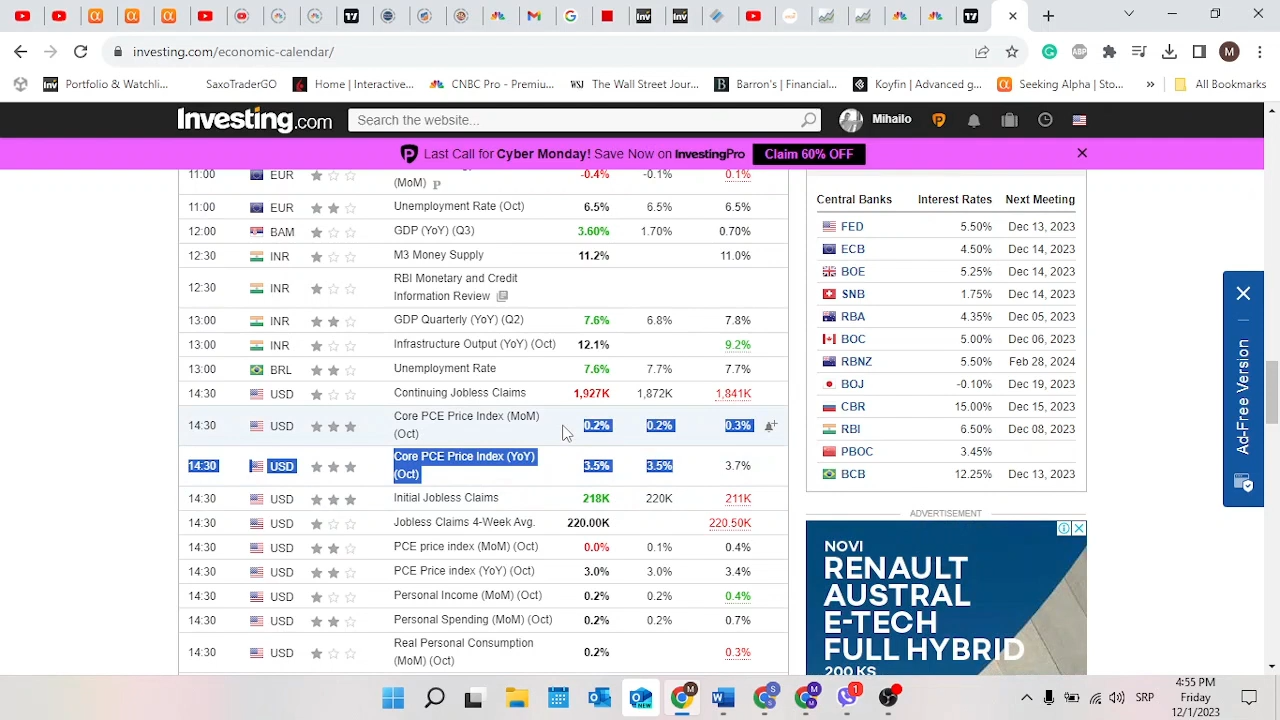 investing.com/economic-calendar/
Portfolio & Watchli... SaxoTraderGO Home | Interactive... CNBC Pro - Premiu... The Wall Street Jour... Barron's | Financial... Koyfin | Advanced g... Seeking Alpha | Sto... » All Bookmarks
Investing.com Search the website... Mihailo
Last Call for Cyber Monday! Save Now on InvestingPro Claim 60% OFF
11:00 EUR (MoM) P -0.4% -0.1% 0.1%
11:00 EUR Unemployment Rate (Oct) 6.5% 6.5% 6.5%
12:00 BAM GDP (YoY) (Q3) 3.60% 1.70% 0.70%
12:30 INR M3 Money Supply 11.2% 11.0%
12:30 INR RBI Monetary and Credit
Information Review
13:00 INR GDP Quarterly (YoY) (Q2) 7.6% 6.8% 7.8%
13:00 INR Infrastructure Output (YoY) (Oct) 12.1% 9.2%
13:00 BRL Unemployment Rate 7.6% 7.7% 7.7%
14:30 USD Continuing Jobless Claims 1,927K 1,872K 1,841K
14:30 USD Core PCE Price Index (MoM)
(Oct) 0.2% 0.2% 0.3%
14:30 USD Core PCE Price Index (YoY)
(Oct) 3.5% 3.5% 3.7%
14:30 USD Initial Jobless Claims 218K 220K 211K
14:30 USD Jobless Claims 4-Week Avg. 220.00K 220.50K
14:30 USD PCE price index (MoM) (Oct) 0.0% 0.1% 0.4%
14:30 USD PCE Price index (YoY) (Oct) 3.0% 3.0% 3.4%
14:30 USD Personal Income (MoM) (Oct) 0.2% 0.2% 0.4%
14:30 USD Personal Spending (MoM) (Oct) 0.2% 0.2% 0.7%
14:30 USD Real Personal Consumption
(MoM) (Oct) 0.2% 0.3%
Central Banks Interest Rates Next Meeting
FED 5.50% Dec 13, 2023
ECB 4.50% Dec 14, 2023
BOE 5.25% Dec 14, 2023
SNB 1.75% Dec 14, 2023
RBA 4.35% Dec 05, 2023
BOC 5.00% Dec 06, 2023
RBNZ 5.50% Feb 28, 2024
BOJ -0.10% Dec 19, 2023
CBR 15.00% Dec 15, 2023
RBI 6.50% Dec 08, 2023
PBOC 3.45%
BCB 12.25% Dec 13, 2023
ADVERTISEMENT
NOVI
RENAULT
AUSTRAL
E-TECH
FULL HYBRID
200 KS
Ad-Free Version
SRP
4:55 PM
Friday
12/1/2023